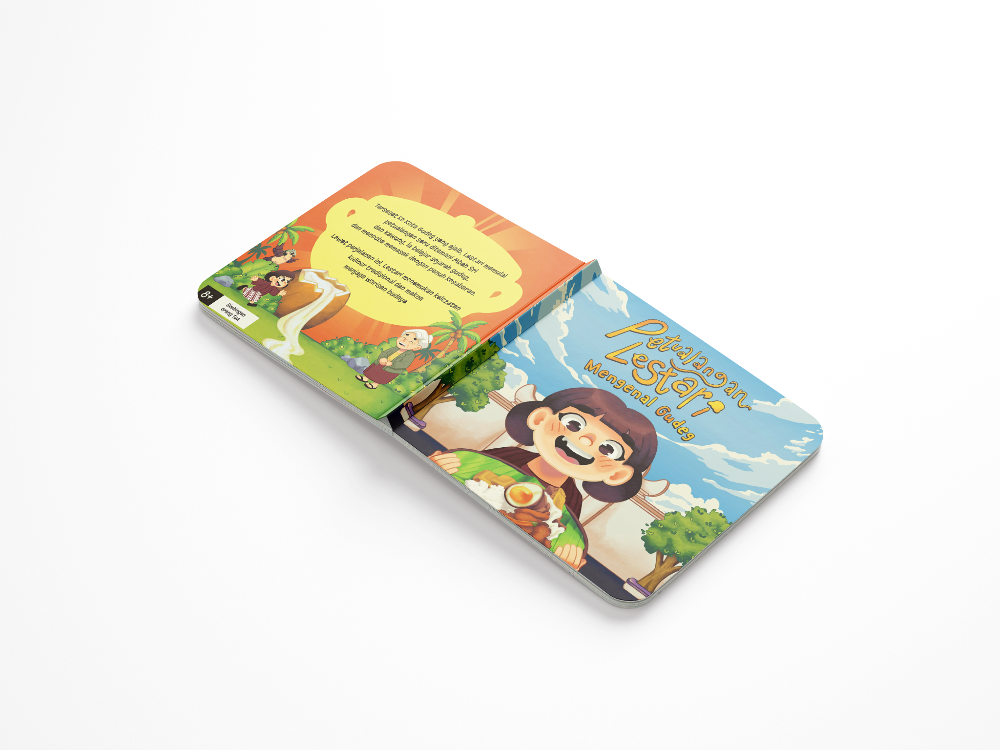 Tersesat ke Kota Gudeg yang ajaib, Lestari memulai
petualangan seru ditemani Mbah Sri
dan Kawung. Ia belajar sejarah gudeg,
dan mencoba memasak dengan penuh kesabaran.
Lewat perjalanan ini, Lestari menemukan kelezatan
kuliner tradisional dan makna
menjaga warisan budaya.
8+
Bimbingan
Orang Tua
Petualangan
Lestari
Mengenal Gudeg